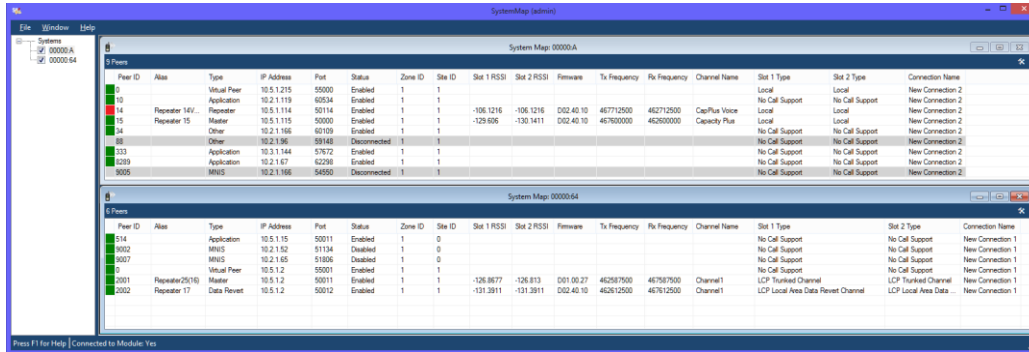 SystemMap (admin)
File Window Help
Systems
00000:A
00000:64
System Map: 00000:A
9 Peers
Peer ID Alias Type IP Address Port Status Zone ID Site ID Slot 1 RSSI Slot 2 RSSI Firmware Tx Frequency Rx Frequency Channel Name Slot 1 Type Slot 2 Type Connection Name
0 Virtual Peer 10.5.1.215 55000 Enabled 1 1 Local Local New Connection 2
10 Application 10.2.1.119 60534 Enabled 1 1 Local No Call Support New Connection 2
14 Repeater 14V... Repeater 10.5.1.114 50114 Enabled 1 1 -106.1216 -106.1216 D02.40.10 467712500 462712500 CapPlus Voice Local Local New Connection 2
15 Repeater 15 Master 10.5.1.115 50000 Enabled 1 1 -129.606 -130.1411 D02.40.10 467600000 462600000 Capacity Plus Local Local New Connection 2
34 Other 10.2.1.166 60109 Enabled 1 1 No Call Support No Call Support New Connection 2
88 Other 10.2.1.96 59148 Disconnected 1 1 No Call Support No Call Support New Connection 2
333 Application 10.3.1.144 57672 Enabled 1 1 No Call Support No Call Support New Connection 2
8289 Application 10.2.1.67 62298 Enabled 1 1 No Call Support No Call Support New Connection 2
9005 MNIS 10.2.1.166 54550 Disconnected 1 1 No Call Support No Call Support New Connection 2
System Map: 00000:64
6 Peers
Peer ID Alias Type IP Address Port Status Zone ID Site ID Slot 1 RSSI Slot 2 RSSI Firmware Tx Frequency Rx Frequency Channel Name Slot 1 Type Slot 2 Type Connection Name
514 Application 10.5.1.15 50011 Enabled 1 0 No Call Support No Call Support New Connection 1
9002 MNIS 10.2.1.52 51134 Disabled 1 0 No Call Support No Call Support New Connection 1
9007 MNIS 10.2.1.65 51806 Disabled 1 0 No Call Support No Call Support New Connection 1
0 Virtual Peer 10.5.1.2 55001 Enabled 1 1 No Call Support No Call Support New Connection 1
2001 Repeater25(16) Master 10.5.1.2 50011 Enabled 1 1 -126.8677 -126.813 D01.00.27 462587500 467587500 Channel1 LCP Trunked Channel LCP Trunked Channel New Connection 1
2002 Repeater 17 Data Revert 10.5.1.2 50012 Enabled 1 1 -131.3911 -131.3911 D02.40.10 462612500 467612500 Channel1 LCP Local Area Data Revert Channel LCP Local Area Data ... New Connection 1
Press F1 for Help Connected to Module: Yes